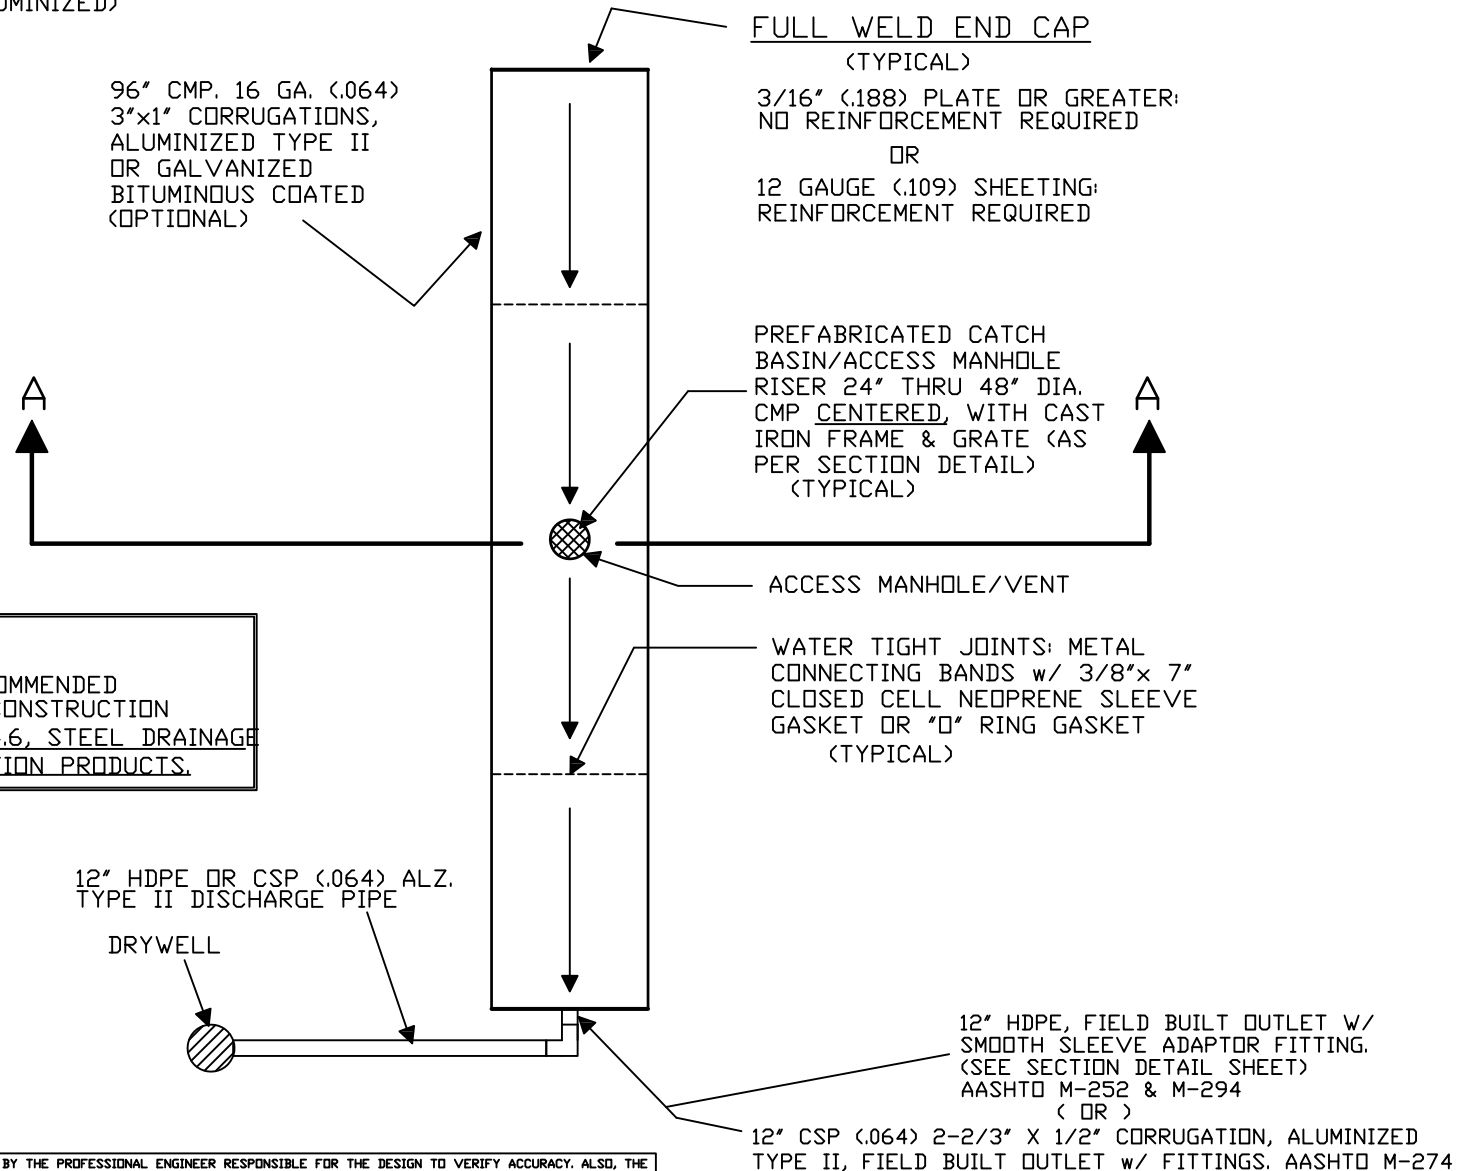 UMINIZED)
FULL WELD END CAP
(TYPICAL)
3/16" (.188) PLATE OR GREATER:
NO REINFORCEMENT REQUIRED
OR
12 GAUGE (.109) SHEETING:
REINFORCEMENT REQUIRED
96" CMP. 16 GA. (.064)
3"x1" CORRUGATIONS,
ALUMINIZED TYPE II
OR GALVANIZED
BITUMINOUS COATED
(OPTIONAL)
PREFABRICATED CATCH
BASIN/ACCESS MANHOLE
RISER 24" THRU 48" DIA.
CMP CENTERED, WITH CAST
IRON FRAME & GRATE (AS
PER SECTION DETAIL)
(TYPICAL)
A
A
ACCESS MANHOLE/VENT
WATER TIGHT JOINTS: METAL
CONNECTING BANDS w/ 3/8"x 7"
CLOSED CELL NEOPRENE SLEEVE
GASKET OR "O" RING GASKET
(TYPICAL)
OMMENDED
CONSTRUCTION
.6, STEEL DRAINAGE
TION PRODUCTS.
12" HDPE OR CSP (.064) ALZ.
TYPE II DISCHARGE PIPE
DRYWELL
12" HDPE, FIELD BUILT OUTLET W/
SMOOTH SLEEVE ADAPTOR FITTING.
(SEE SECTION DETAIL SHEET)
AASHTO M-252 & M-294
( OR )
12" CSP (.064) 2-2/3" X 1/2" CORRUGATION, ALUMINIZED
TYPE II, FIELD BUILT OUTLET w/ FITTINGS. AASHTO M-274
BY THE PROFESSIONAL ENGINEER RESPONSIBLE FOR THE DESIGN TO VERIFY ACCURACY. ALSO, THE